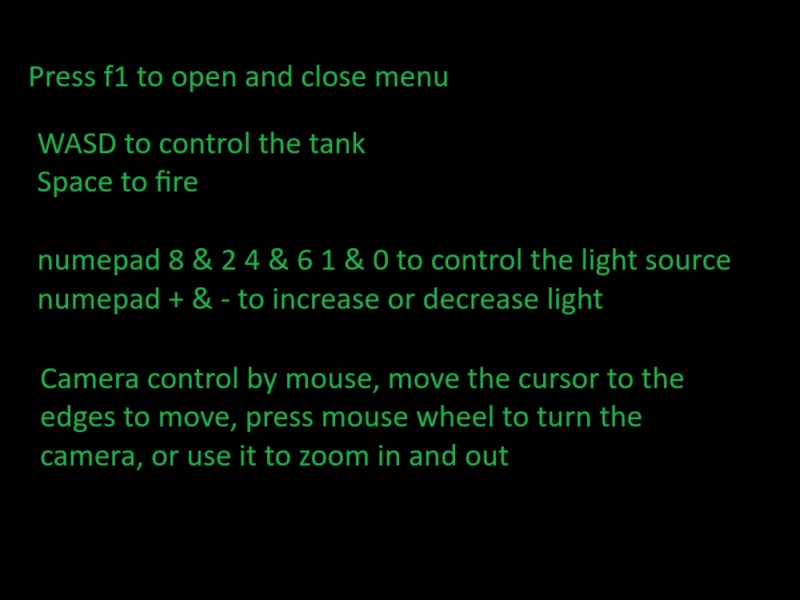 Press f1 to open and close menu
WASD to control the tank
Space to fire
numepad 8 & 2 4 & 6 1 & 0 to control the light source
numepad + & - to increase or decrease light
Camera control by mouse, move the cursor to the
edges to move, press mouse wheel to turn the
camera, or use it to zoom in and out